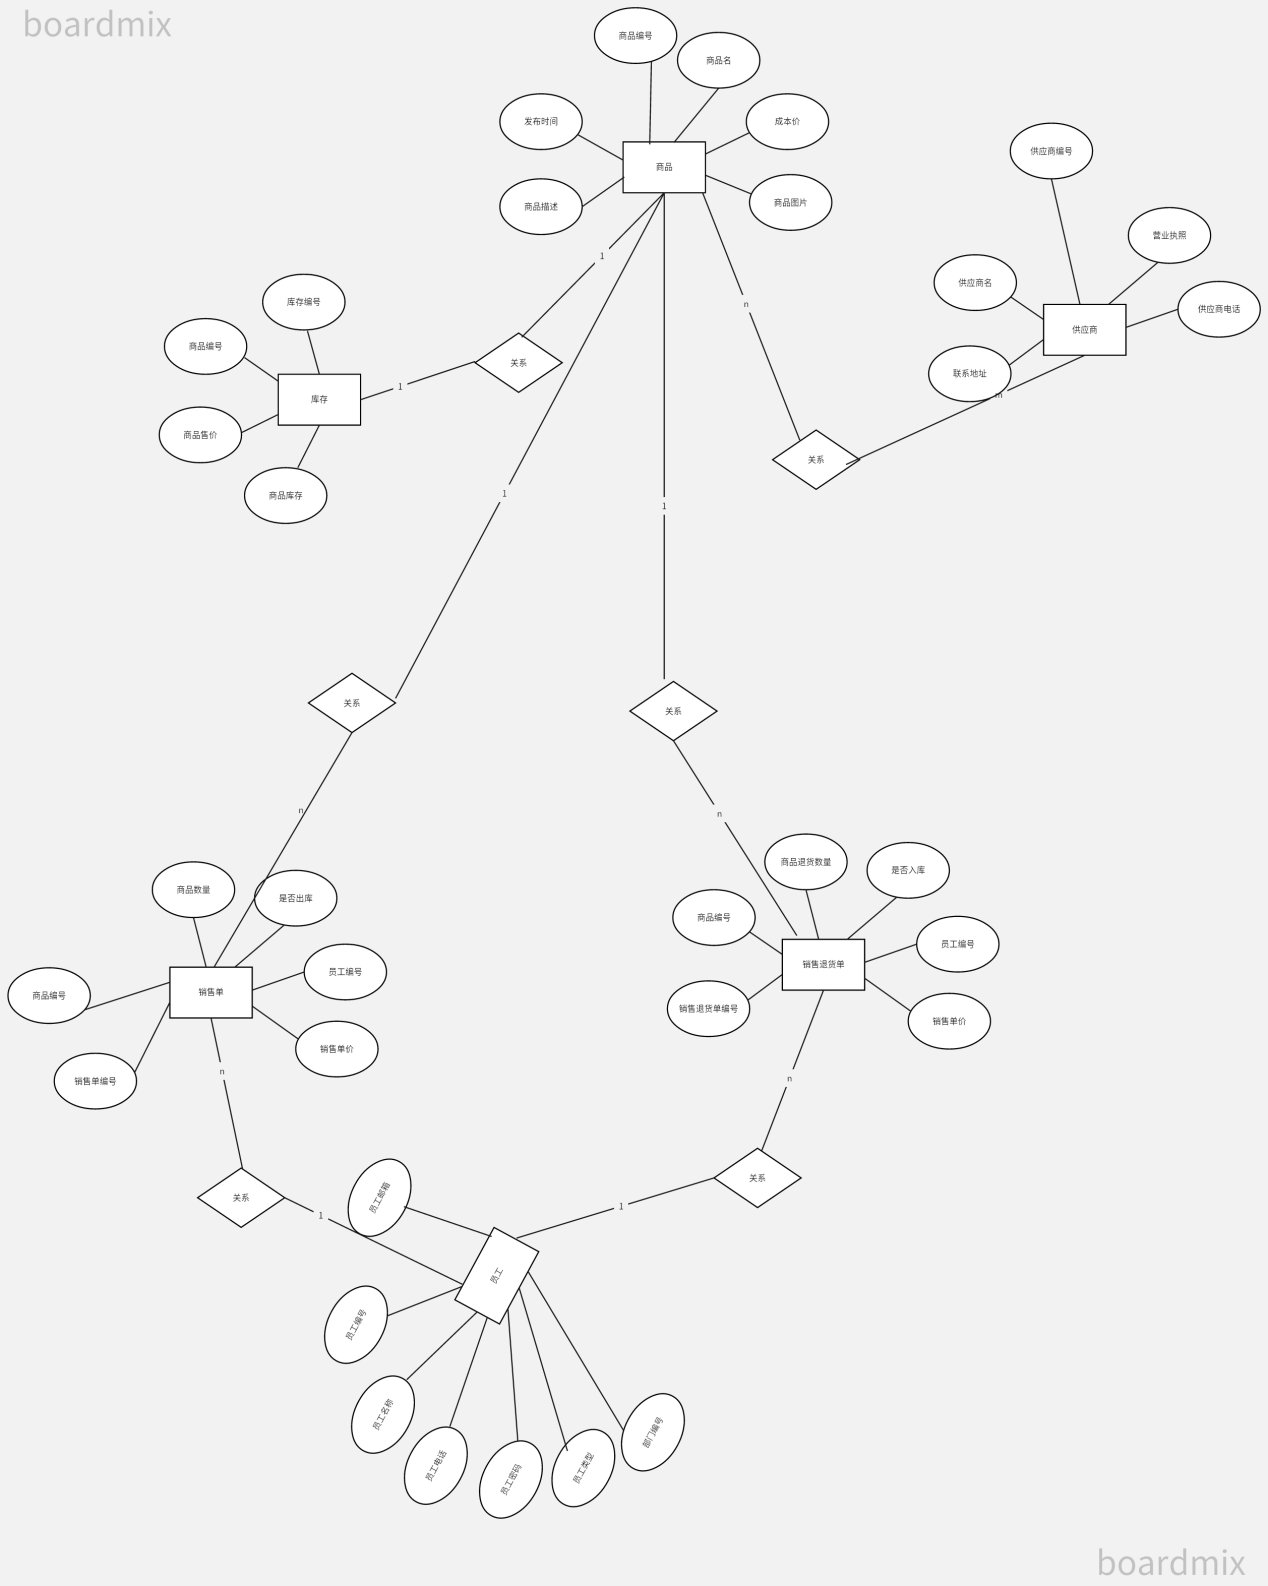 boardmix
商品编号
商品名
发布时间
成本价
商品
商品描述
商品图片
供应商编号
营业执照
供应商名
供应商电话
供应商
联系地址
m
1
n
库存编号
商品编号
库存
商品售价
商品库存
1
关系
关系
1
1
关系
关系
n
n
商品数量
是否出库
员工编号
商品编号
销售单
销售单价
销售单编号
商品退货数量
是否入库
商品编号
员工编号
销售退货单
销售退货单编号
销售单价
n
n
关系
关系
1
1
员工邮箱
员工
员工编号
员工名称
员工电话
员工密码
员工类型
部门编号
boardmix